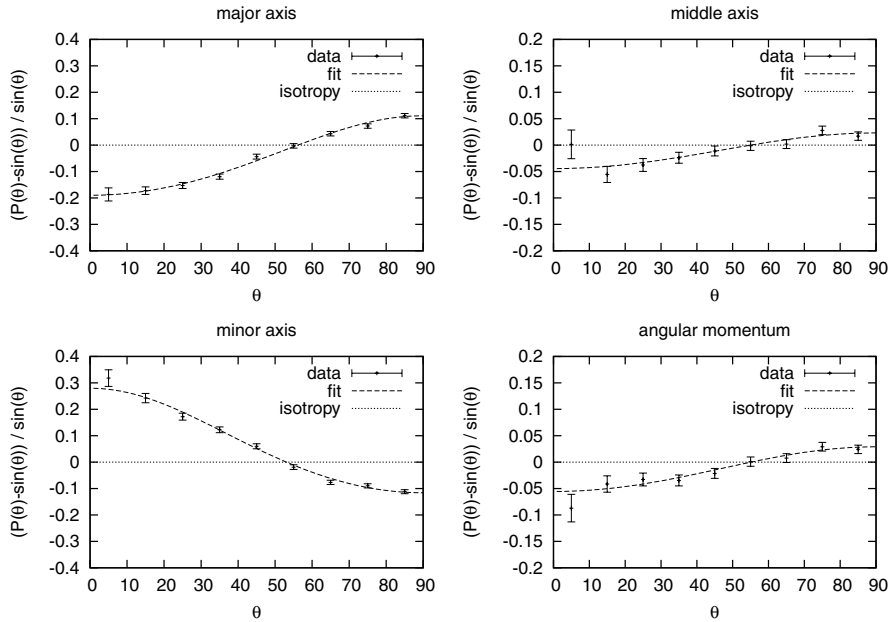 major axis
0.4
0.3
0.2
0.1
0
-0.1
-0.2
-0.3
-0.4
(P(θ)-sin(θ)) / sin(θ)
data
fit
isotropy
0 10 20 30 40 50 60 70 80 90
θ
middle axis
0.2
0.15
0.1
0.05
0
-0.05
-0.1
-0.15
-0.2
(P(θ)-sin(θ)) / sin(θ)
data
fit
isotropy
0 10 20 30 40 50 60 70 80 90
θ
minor axis
0.4
0.3
0.2
0.1
0
-0.1
-0.2
-0.3
-0.4
(P(θ)-sin(θ)) / sin(θ)
data
fit
isotropy
0 10 20 30 40 50 60 70 80 90
θ
angular momentum
0.2
0.15
0.1
0.05
0
-0.05
-0.1
-0.15
-0.2
(P(θ)-sin(θ)) / sin(θ)
data
fit
isotropy
0 10 20 30 40 50 60 70 80 90
θ